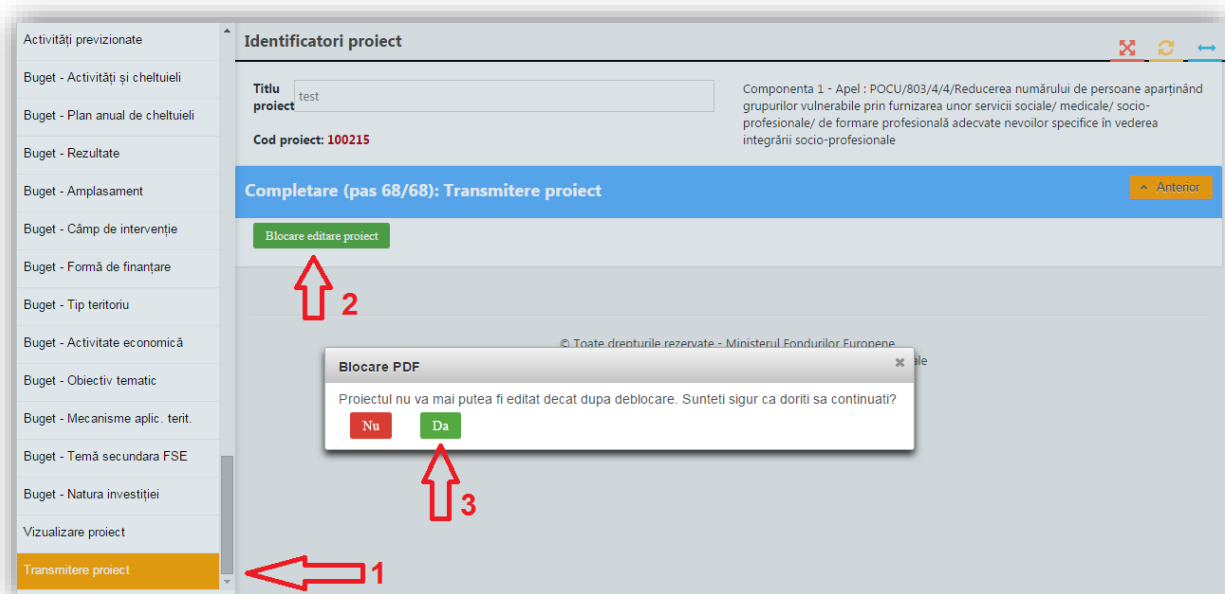 Activități previzionate
Buget - Activități și cheltuieli
Buget - Plan anual de cheltuieli
Buget - Rezultate
Buget - Amplasament
Buget - Câmp de intervenție
Buget - Formă de finanțare
Buget - Tip teritoriu
Buget - Activitate economică
Buget - Obiectiv tematic
Buget - Mecanisme aplic. terit.
Buget - Temă secundara FSE
Buget - Natura investiției
Vizualizare proiect
Transmitere proiect
1
Identificatori proiect
Titlu
proiect
test
Cod proiect: 100215
Componenta 1 - Apel : POCU/803/4/4/Reducerea numărului de persoane aparținând
grupurilor vulnerabile prin furnizarea unor servicii sociale/ medicale/ socio-
profesionale/ de formare profesională adecvate nevoilor specifice în vederea
integrării socio-profesionale
Completare (pas 68/68): Transmitere proiect
Anterior
Blocare editare proiect
2
© Toate drepturile rezervate - Ministerul Fondurilor Europene
ale
Blocare PDF
Proiectul nu va mai putea fi editat decat dupa deblocare. Sunteti sigur ca doriti sa continuati?
Nu
Da
3